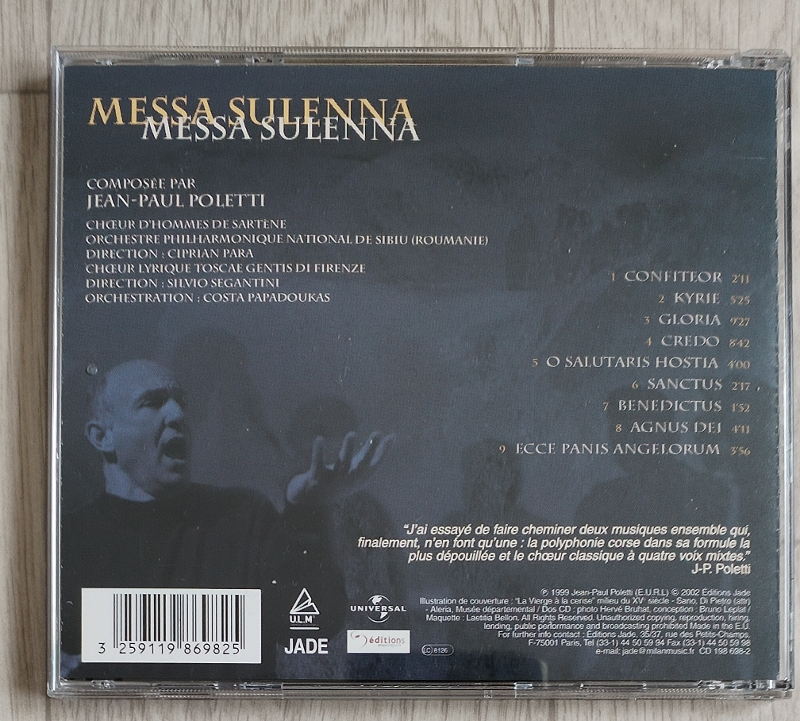 MESSA SULENNA
MESSA SULENNA
COMPOSÉE PAR
JEAN-PAUL POLETTI
CHŒUR D'HOMMES DE SARTÈNE
ORCHESTRE PHILHARMONIQUE NATIONAL DE SIBIU (ROUMANIE)
DIRECTION : CIPRIAN PARA
CHŒUR LYRIQUE TOSCAE GENTIS DI FIRENZE
DIRECTION : SILVIO SEGANTINI
ORCHESTRATION : COSTA PAPADOUKAS
1 CONFITEOR 2'11
2 KYRIE 5'25
3 GLORIA 9'27
4 CREDO 8'42
5 O SALUTARIS HOSTIA 4'00
6 SANCTUS 2'17
7 BENEDICTUS 1'52
8 AGNUS DEI 4'11
9 ECCE PANIS ANGELORUM 3'56
"J'ai essayé de faire cheminer deux musiques ensemble qui,
finalement, n'en font qu'une : la polyphonie corse dans sa formule la
plus dépouillée et le chœur classique à quatre voix mixtes."
J-P. Poletti
℗ 1999 Jean-Paul Poletti (E.U.R.L) © 2002 Éditions Jade
Illustration de couverture : "La Vierge à la cerise" milieu du XVe siècle - Sano, Di Pietro (attr)
- Aleria, Musée départemental / Dos CD : photo Hervé Bruhat, conception : Bruno Leplat /
Maquette : Laetitia Bellon. All Rights Reserved. Unauthorized copying, reproduction, hiring,
lending, public performance and broadcasting prohibited Made in the E.U.
For further info contact : Editions Jade, 35/37, rue des Petits-Champs,
F-75001 Paris, Tel (33-1) 44 50 59 94 Fax (33-1) 44 50 59 98
e-mail: jade@milanmusic.fr CD 198 698-2
3 259119 869825
U.L.M
JADE
UNIVERSAL
éditions
LC 8126